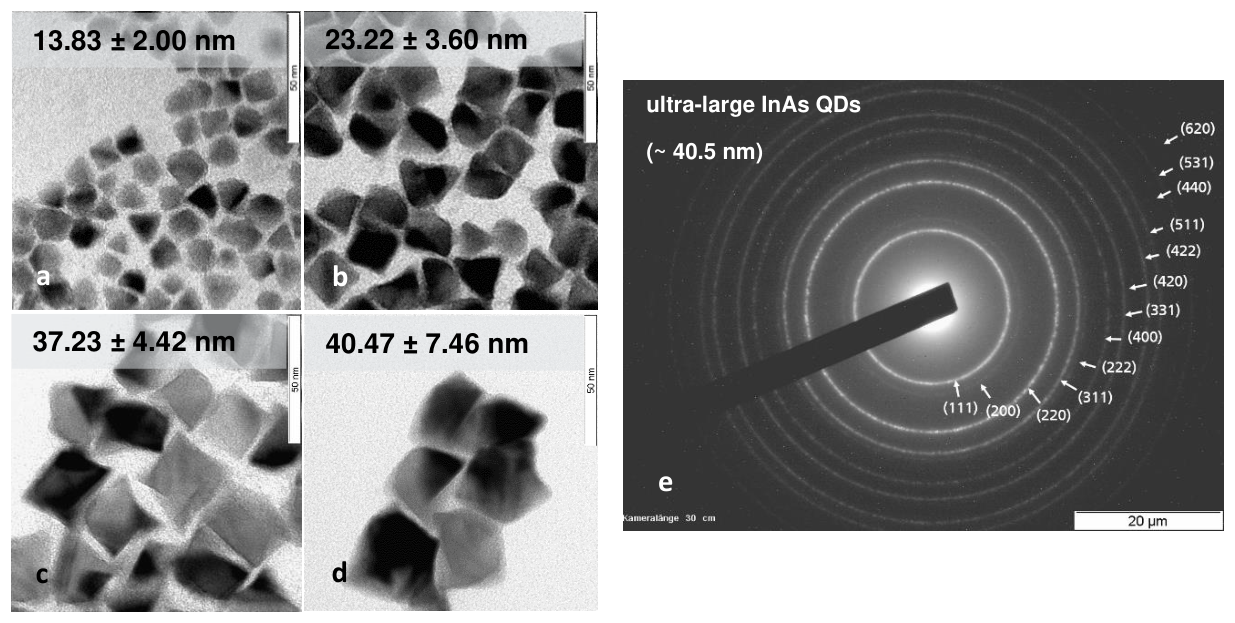 13.83 ± 2.00 nm
50 nm
a
23.22 ± 3.60 nm
50 nm
b
37.23 ± 4.42 nm
50 nm
c
40.47 ± 7.46 nm
50 nm
d
ultra-large InAs QDs
(~ 40.5 nm)
(620)
(531)
(440)
(511)
(422)
(420)
(331)
(400)
(222)
(311)
(111) (200) (220)
e
Kameralänge 30 cm
20 µm